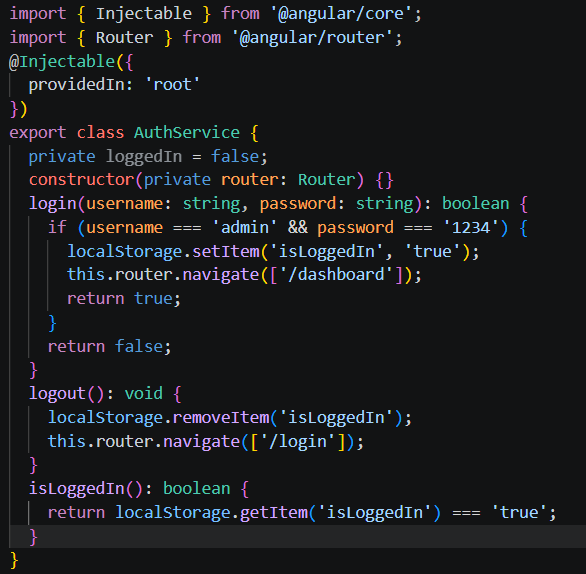 import { Injectable } from '@angular/core';
import { Router } from '@angular/router';
@Injectable({
  providedIn: 'root'
})
export class AuthService {
  private loggedIn = false;
  constructor(private router: Router) {}
  login(username: string, password: string): boolean {
    if (username === 'admin' && password === '1234') {
      localStorage.setItem('isLoggedIn', 'true');
      this.router.navigate(['/dashboard']);
      return true;
    }
    return false;
  }
  logout(): void {
    localStorage.removeItem('isLoggedIn');
    this.router.navigate(['/login']);
  }
  isLoggedIn(): boolean {
    return localStorage.getItem('isLoggedIn') === 'true';
  }
}